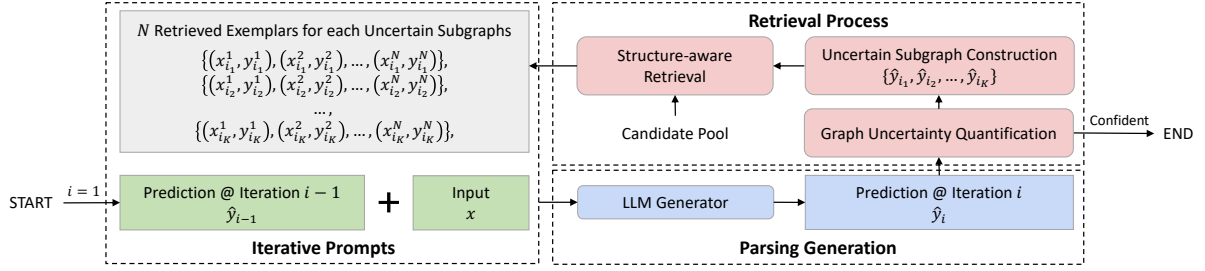 N Retrieved Exemplars for each Uncertain Subgraphs
{(x_{i_1}^1, y_{i_1}^1), (x_{i_1}^2, y_{i_1}^2), ..., (x_{i_1}^N, y_{i_1}^N)},
{(x_{i_2}^1, y_{i_2}^1), (x_{i_2}^2, y_{i_2}^2), ..., (x_{i_2}^N, y_{i_2}^N)},
... ,
{(x_{i_K}^1, y_{i_K}^1), (x_{i_K}^2, y_{i_K}^2), ..., (x_{i_K}^N, y_{i_K}^N)},
START
i = 1
Prediction @ Iteration i − 1
ŷ_{i−1}
+
Input
x
Iterative Prompts
Retrieval Process
Structure-aware
Retrieval
Candidate Pool
Uncertain Subgraph Construction
{ŷ_{i_1}, ŷ_{i_2}, ... , ŷ_{i_K}}
Graph Uncertainty Quantification
Confident
END
LLM Generator
Prediction @ Iteration i
ŷ_i
Parsing Generation